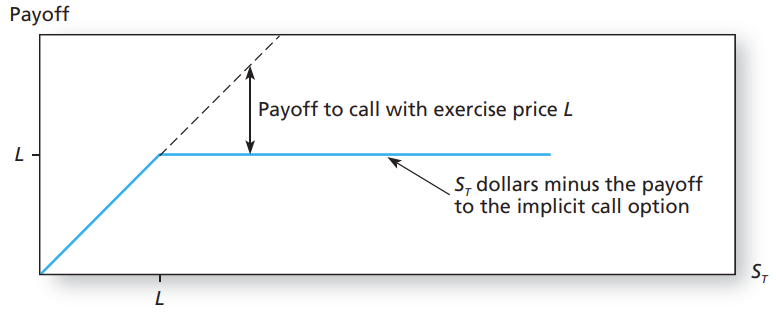 Payoff
Payoff to call with exercise price L
L
S_T dollars minus the payoff
to the implicit call option
S_T
L